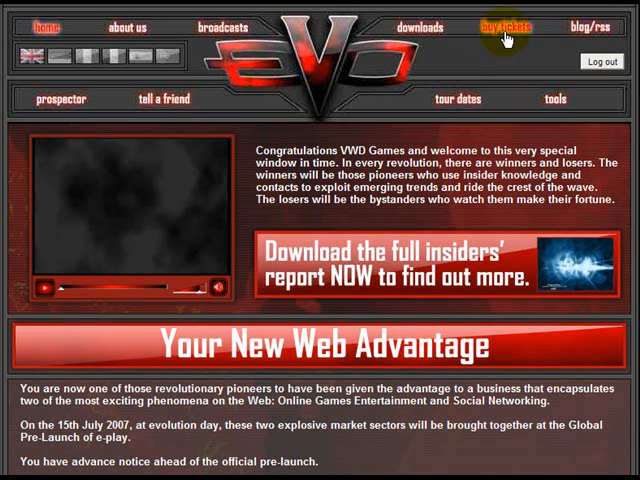 home about us broadcasts downloads buy tickets blog/rss
EVO
Log out
prospector tell a friend tour dates tools
Congratulations VWD Games and welcome to this very special
window in time. In every revolution, there are winners and losers. The
winners will be those pioneers who use insider knowledge and
contacts to exploit emerging trends and ride the crest of the wave.
The losers will be the bystanders who watch them make their fortune.
Download the full insiders'
report NOW to find out more.
Your New Web Advantage
You are now one of those revolutionary pioneers to have been given the advantage to a business that encapsulates
two of the most exciting phenomena on the Web: Online Games Entertainment and Social Networking.
On the 15th July 2007, at evolution day, these two explosive market sectors will be brought together at the Global
Pre-Launch of e-play.
You have advance notice ahead of the official pre-launch.